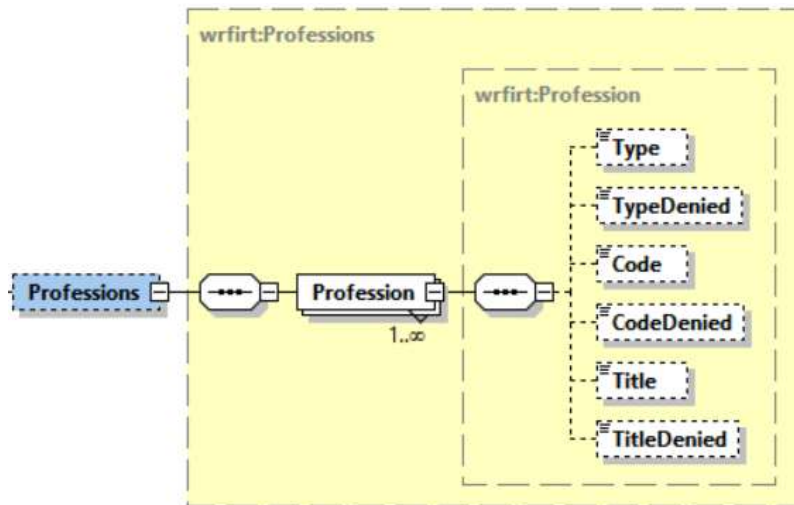 wrfirt:Professions
wrfirt:Profession
Type
TypeDenied
Professions
Profession
1..∞
Code
CodeDenied
Title
TitleDenied